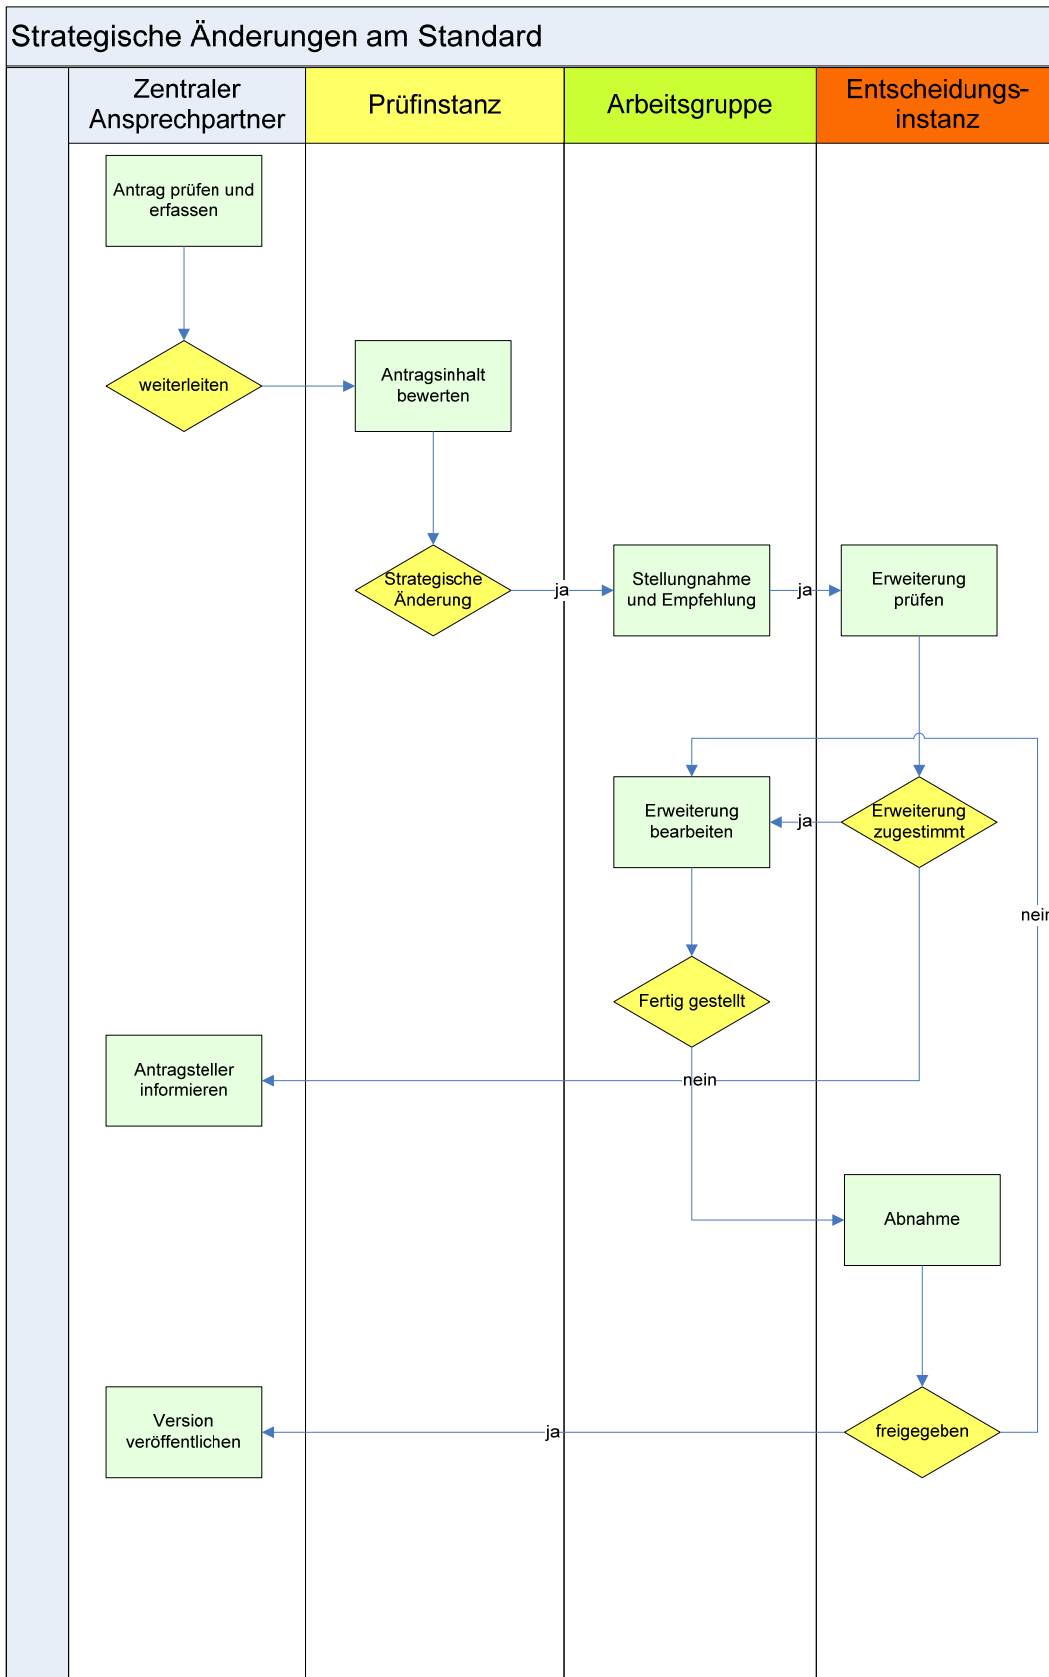 Strategische Änderungen am Standard
Zentraler
Ansprechpartner
Prüfinstanz
Arbeitsgruppe
Entscheidungs-
instanz
Antrag prüfen und
erfassen
weiterleiten
Antragsinhalt
bewerten
Strategische
Änderung
ja
Stellungnahme
und Empfehlung
ja
Erweiterung
prüfen
Erweiterung
bearbeiten
ja
Erweiterung
zugestimmt
nein
Fertig gestellt
Antragsteller
informieren
nein
Abnahme
Version
veröffentlichen
ja
freigegeben